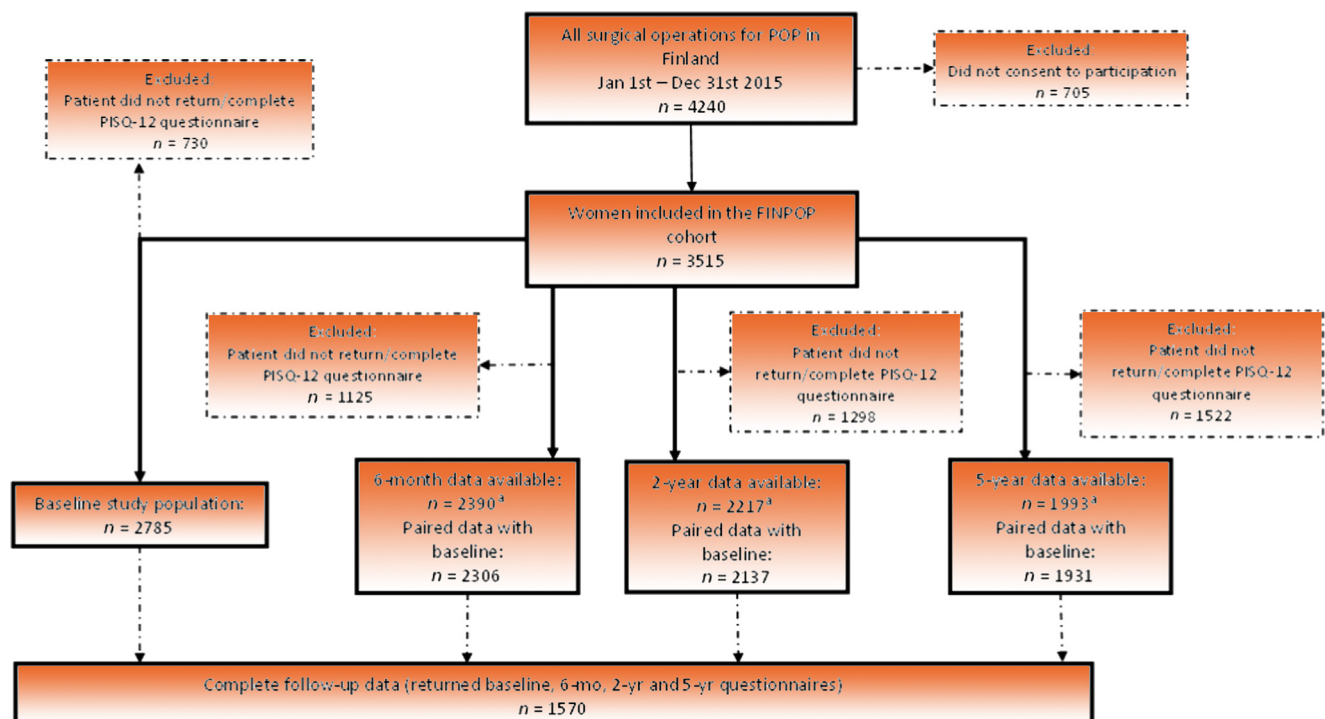 All surgical operations for POP in
Finland
Jan 1st – Dec 31st 2015
n = 4240
Excluded:
Did not consent to participation
n = 705
Excluded:
Patient did not return/complete
PISQ-12 questionnaire
n = 730
Women included in the FINPOP
cohort
n = 3515
Excluded:
Patient did not return/complete
PISQ-12 questionnaire
n = 1125
Excluded:
Patient did not
return/complete PISQ-12
questionnaire
n = 1298
Excluded:
Patient did not
return/complete PISQ-12
questionnaire
n = 1522
Baseline study population:
n = 2785
6-month data available:
n = 2390ª
Paired data with
baseline:
n = 2306
2-year data available:
n = 2217ª
Paired data with
baseline:
n = 2137
5-year data available:
n = 1993ª
Paired data with
baseline:
n = 1931
Complete follow-up data (returned baseline, 6-mo, 2-yr and 5-yr questionnaires)
n = 1570